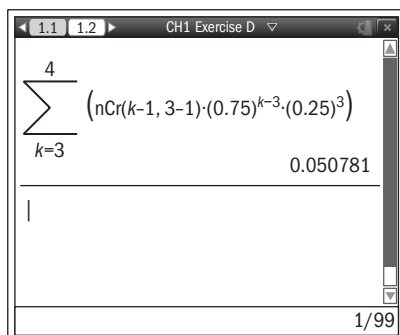 1.1 1.2 CH1 Exercise D
4
∑ (nCr(k–1, 3–1)·(0.75)^{k–3}·(0.25)^3)
k=3
0.050781
1/99